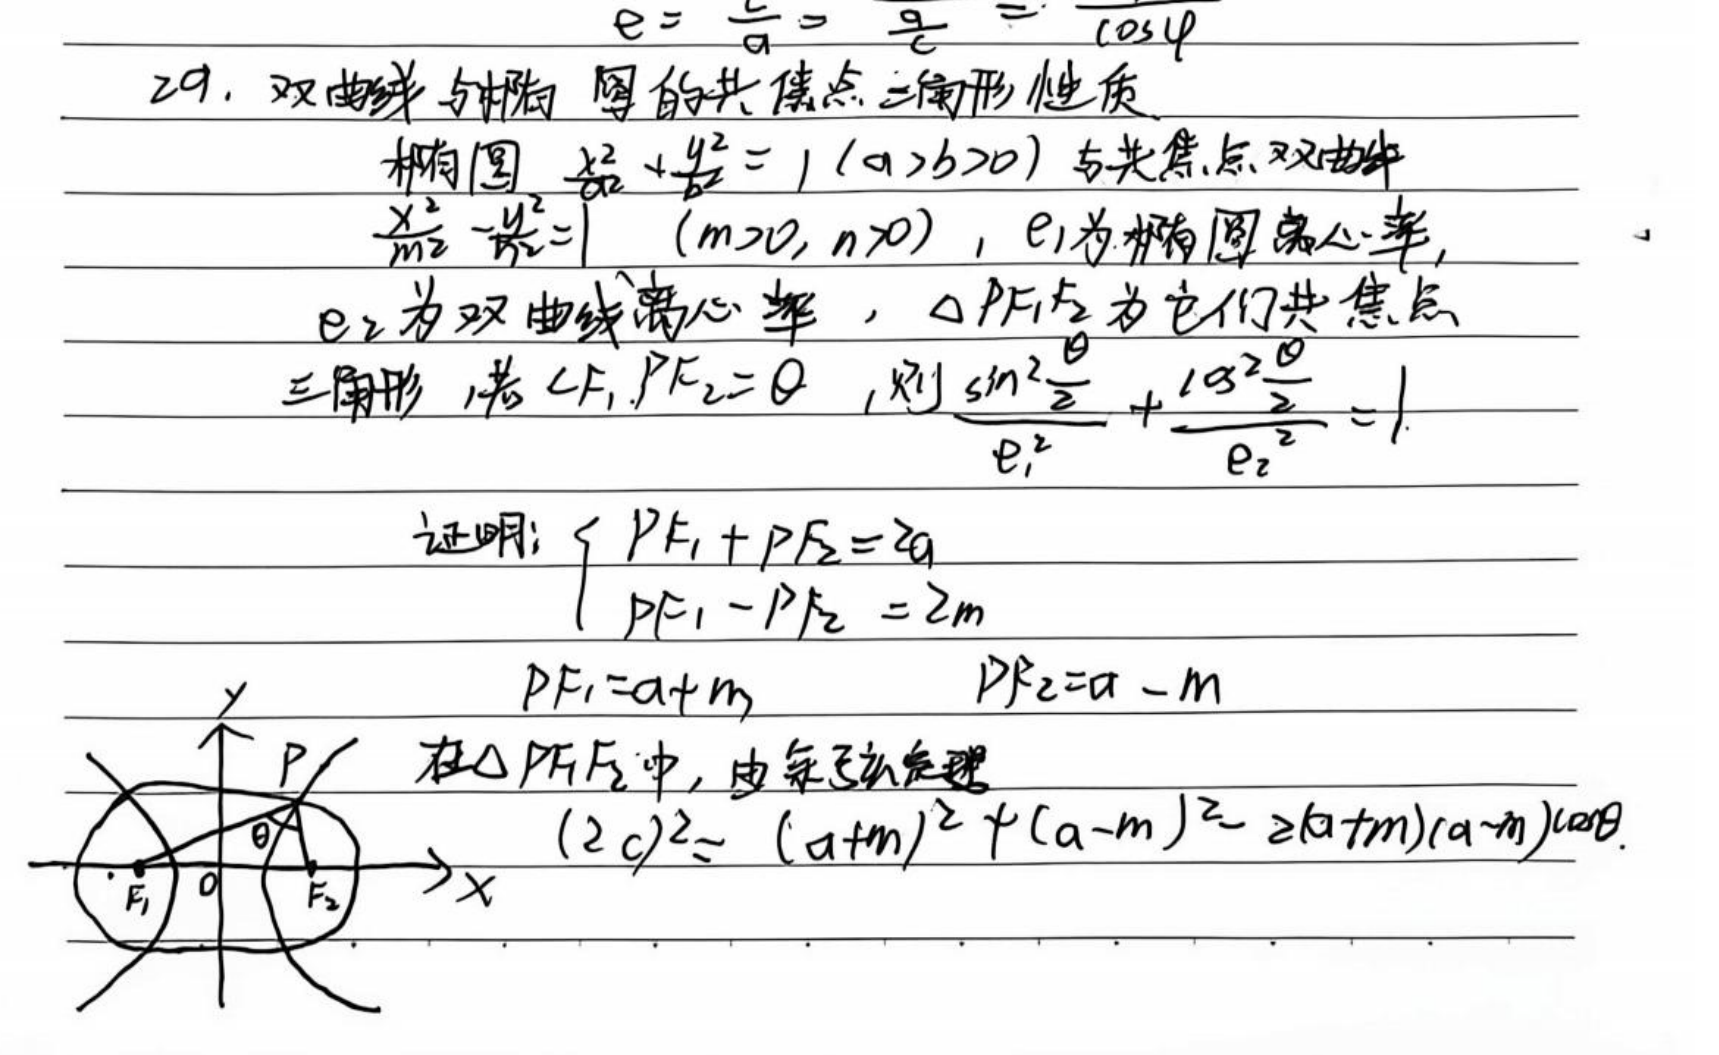 e = c/a = a/c = cosφ
29. 双曲线与椭圆的共焦点三角形性质
椭圆 x²/a² + y²/b² = 1 (a>b>0) 与共焦点双曲线
x²/m² - y²/n² = 1 (m>0, n>0), e₁为椭圆离心率,
e₂为双曲线离心率, △PF₁F₂为它们共焦点
三角形,若∠F₁PF₂=θ,则 sin²(θ/2)/e₁² + cos²(θ/2)/e₂² = 1.
证明: { PF₁+PF₂=2a
PF₁-PF₂=2m
PF₁=a+m PF₂=a-m
在△PF₁F₂中,由余弦定理
(2c)²=(a+m)²+(a-m)²-2(a+m)(a-m)cosθ.
y
P
θ
F₁ O F₂ x